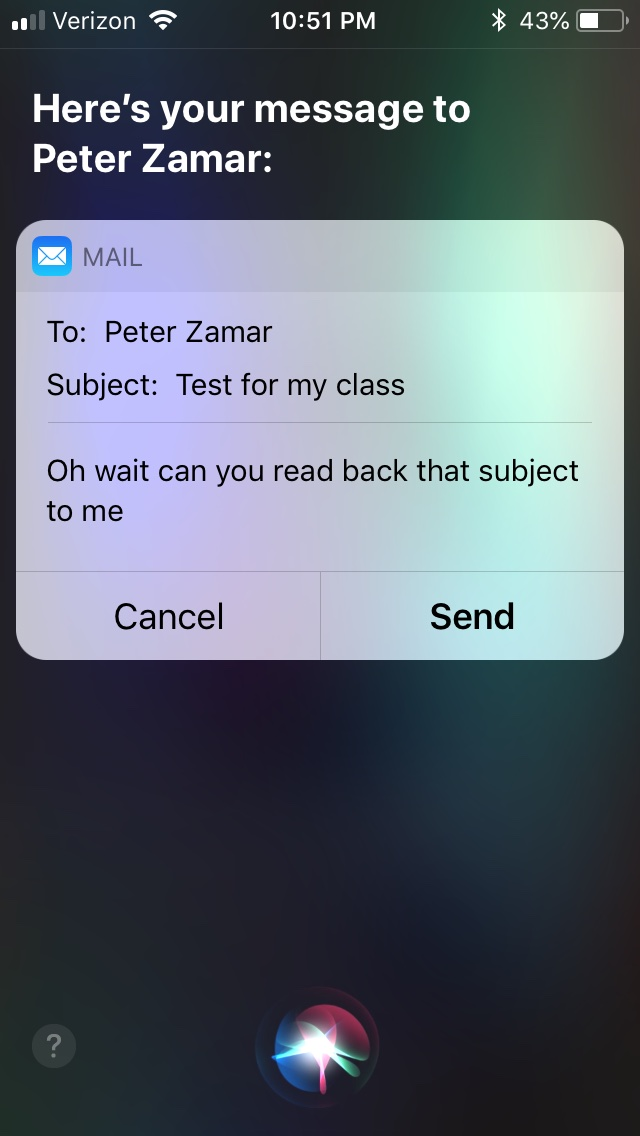 Verizon 10:51 PM 43%
Here's your message to
Peter Zamar:
MAIL
To: Peter Zamar
Subject: Test for my class
Oh wait can you read back that subject
to me
Cancel Send
?